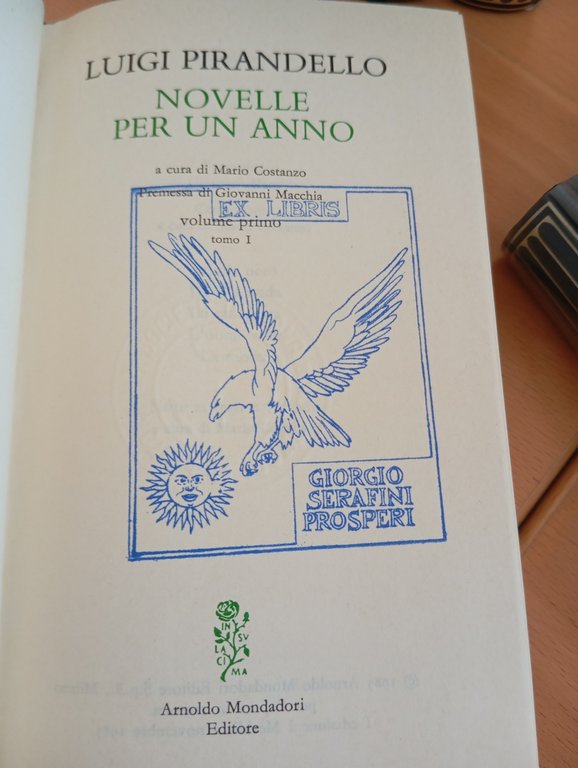 LUIGI PIRANDELLO
NOVELLE
PER UN ANNO
a cura di Mario Costanzo
Premessa di Giovanni Macchia
EX LIBRIS
volume primo
tomo I
GIORGIO
SERAFINI
PROSPERI
IN SV
LA CI MA
Arnoldo Mondadori
Editore